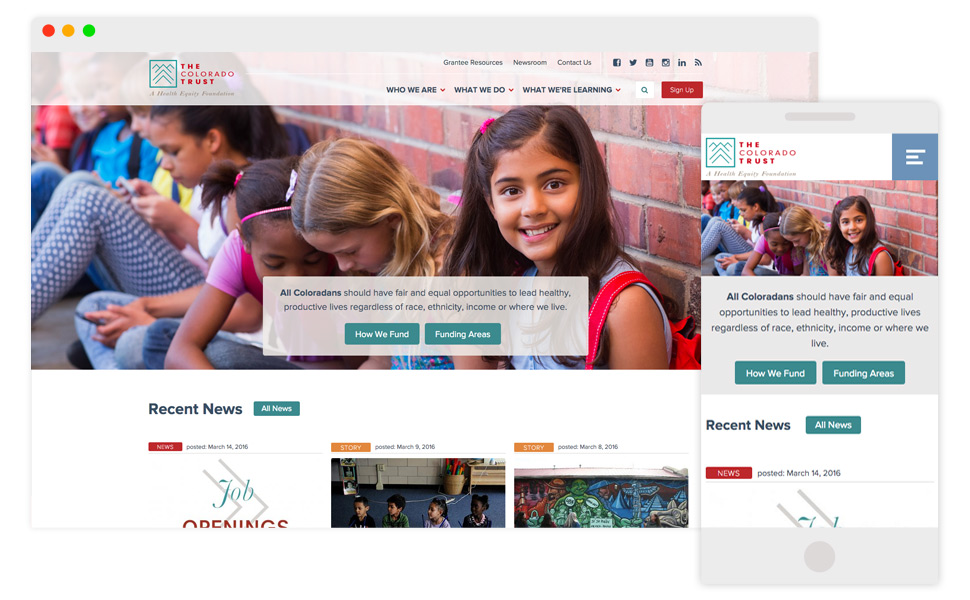 Grantee Resources Newsroom Contact Us
THE
COLORADO
TRUST
A Health Equity Foundation
WHO WE ARE WHAT WE DO WHAT WE'RE LEARNING Sign Up
All Coloradans should have fair and equal opportunities to lead healthy,
productive lives regardless of race, ethnicity, income or where we live.
How We Fund Funding Areas
Recent News All News
NEWS posted: March 14, 2016
STORY posted: March 9, 2016
STORY posted: March 8, 2016
Job
OPENINGS
THE
COLORADO
TRUST
A Health Equity Foundation
All Coloradans should have fair and equal
opportunities to lead healthy, productive lives
regardless of race, ethnicity, income or where we
live.
How We Fund Funding Areas
Recent News All News
NEWS posted: March 14, 2016